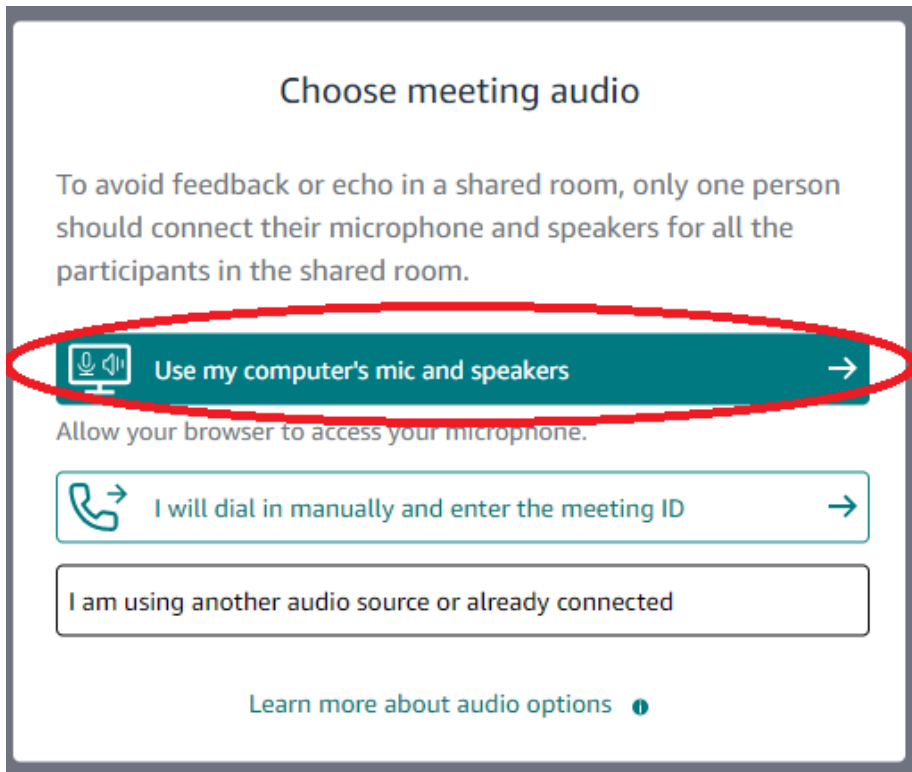 Choose meeting audio
To avoid feedback or echo in a shared room, only one person
should connect their microphone and speakers for all the
participants in the shared room.
Use my computer's mic and speakers
Allow your browser to access your microphone.
I will dial in manually and enter the meeting ID
I am using another audio source or already connected
Learn more about audio options